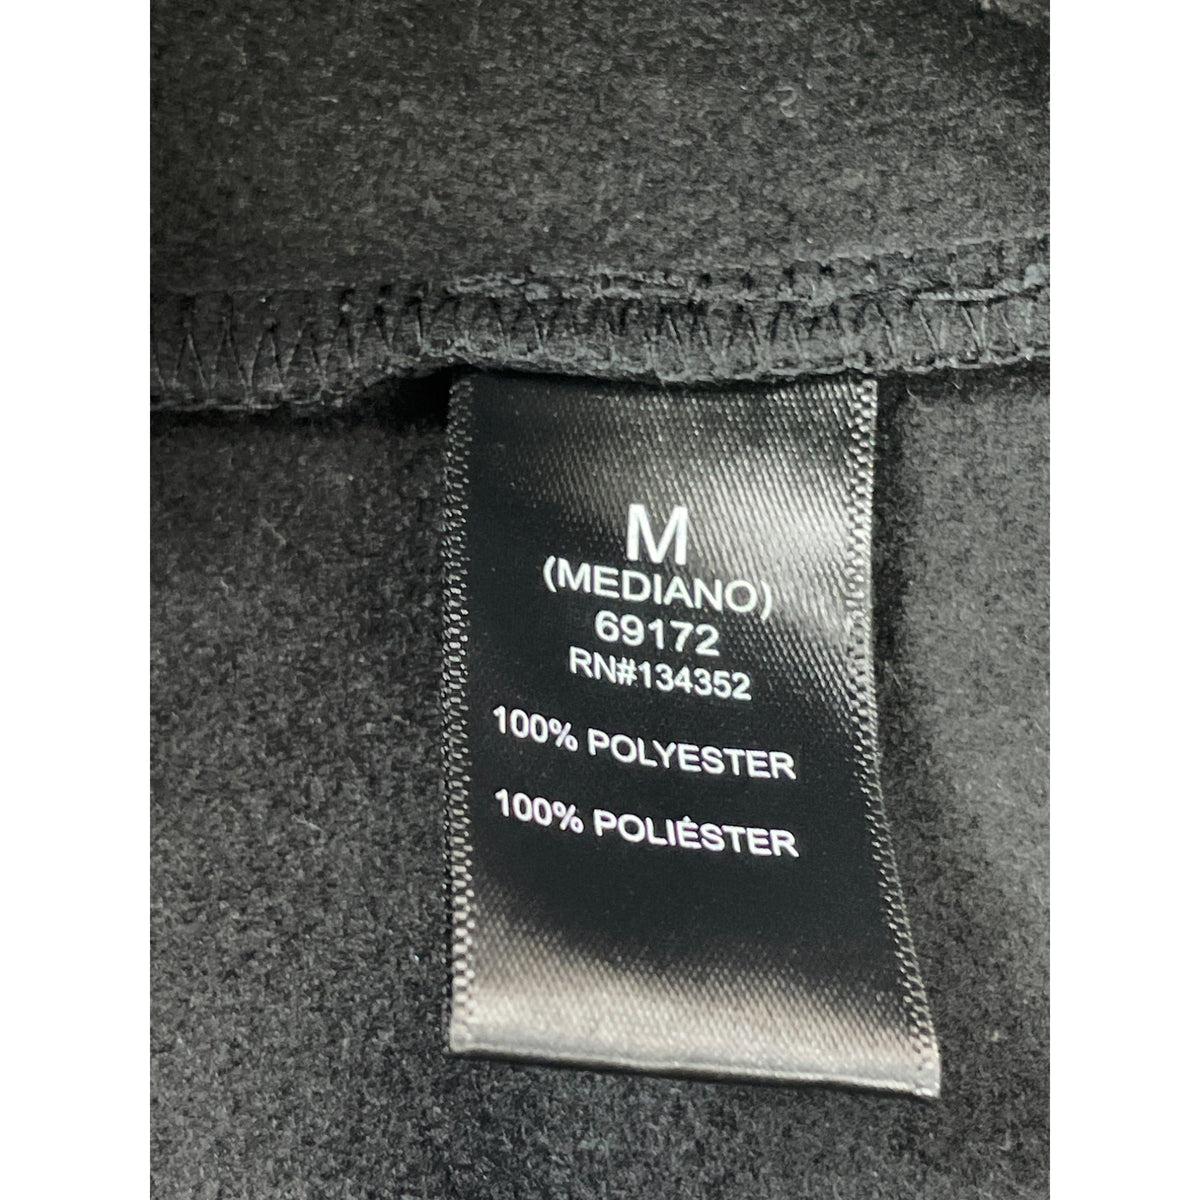 M
(MEDIANO)
69172
RN#134352
100% POLYESTER
100% POLIÉSTER